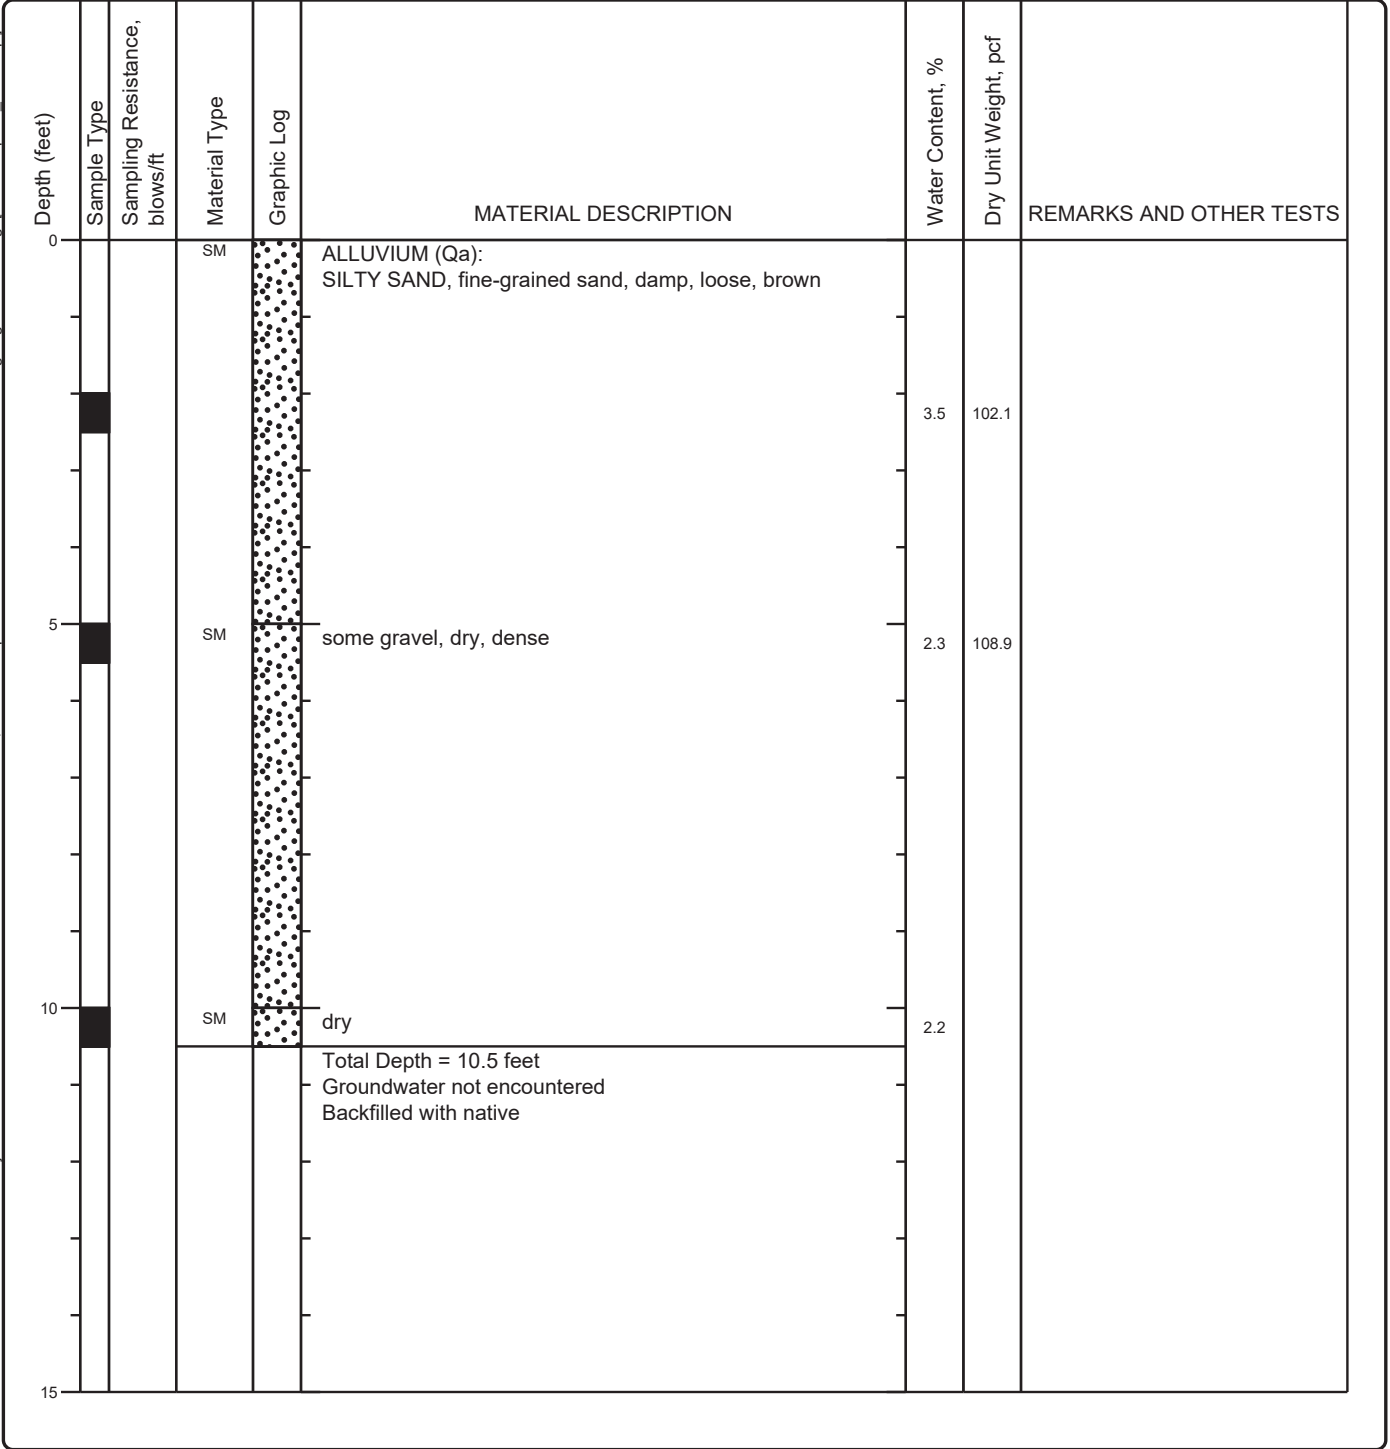 Depth (feet)
Sample Type
Sampling Resistance,
blows/ft
Material Type
Graphic Log
MATERIAL DESCRIPTION
Water Content, %
Dry Unit Weight, pcf
REMARKS AND OTHER TESTS
0
SM
ALLUVIUM (Qa):
SILTY SAND, fine-grained sand, damp, loose, brown
3.5
102.1
5
SM
some gravel, dry, dense
2.3
108.9
10
SM
dry
2.2
Total Depth = 10.5 feet
Groundwater not encountered
Backfilled with native
15